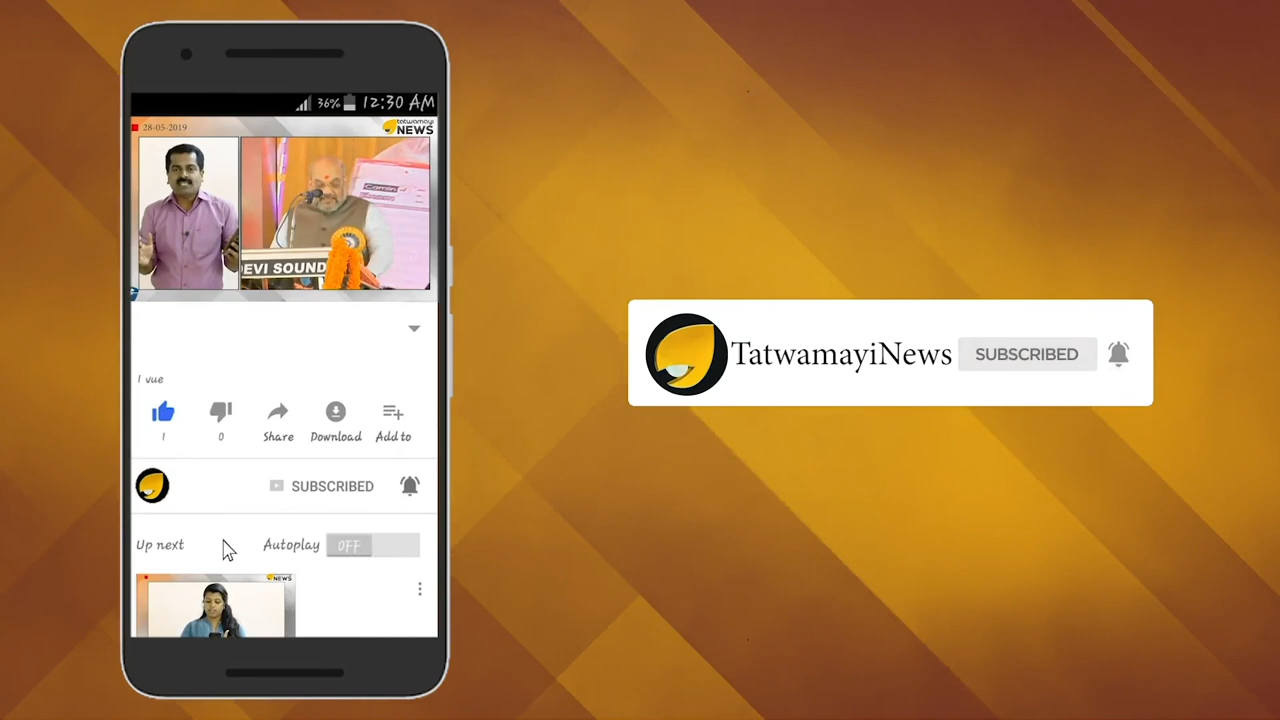 36% 12:30 AM
28-05-2019
tatwamayi
NEWS
DEVI SOUND
1 vue
1
0
Share
Download
Add to
SUBSCRIBED
Up next
Autoplay
OFF
NEWS
TatwamayiNews
SUBSCRIBED